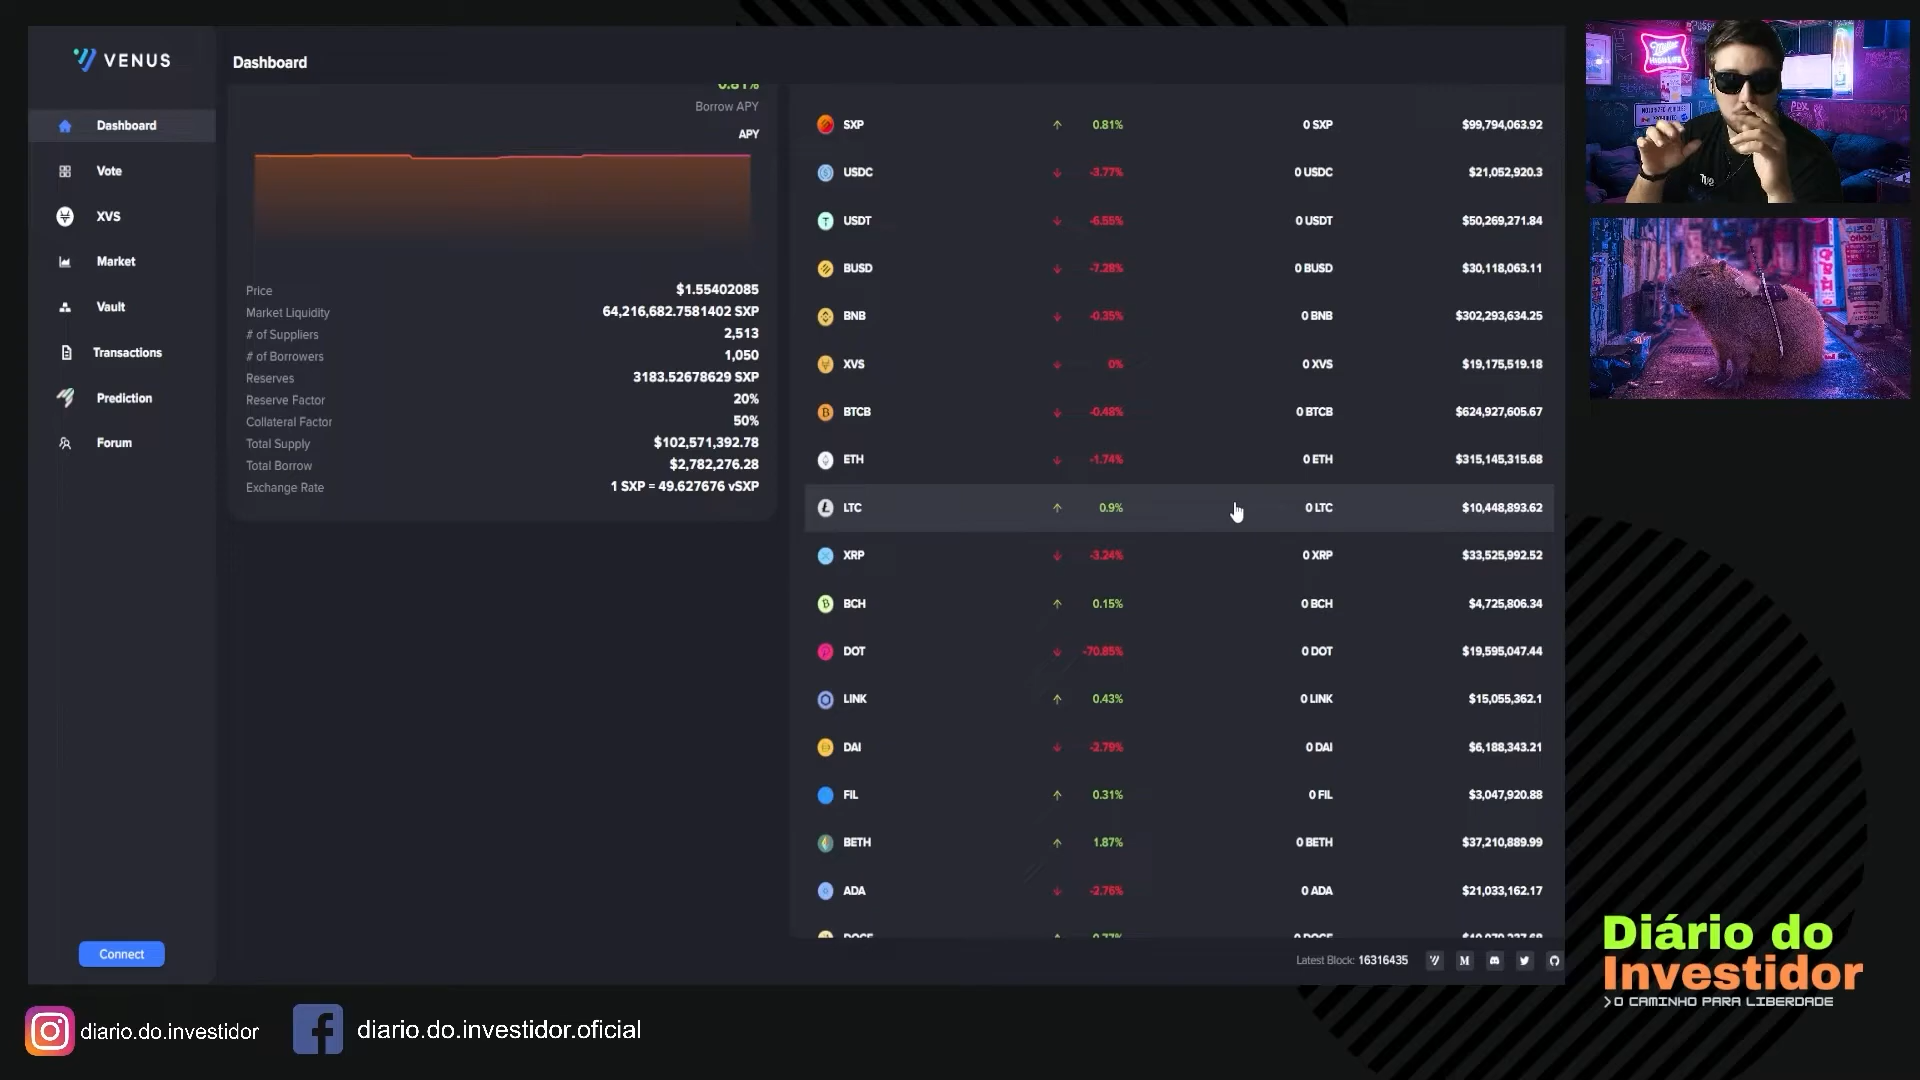 VENUS
Dashboard
Dashboard
Vote
XVS
Market
Vault
Transactions
Prediction
Forum
Connect
0.81%
Borrow APY
APY
Price $1.55402085
Market Liquidity 64,216,682.7581402 SXP
# of Suppliers 2,513
# of Borrowers 1,050
Reserves 3183.52678629 SXP
Reserve Factor 20%
Collateral Factor 50%
Total Supply $102,571,392.78
Total Borrow $2,782,276.28
Exchange Rate 1 SXP = 49.627676 vSXP
SXP 0.81% 0 SXP $99,794,063.92
USDC -3.77% 0 USDC $21,052,920.3
USDT -6.55% 0 USDT $50,269,271.84
BUSD -7.28% 0 BUSD $30,118,063.11
BNB -0.35% 0 BNB $302,293,634.25
XVS 0% 0 XVS $19,175,519.18
BTCB -0.48% 0 BTCB $624,927,605.67
ETH -1.74% 0 ETH $315,145,315.68
LTC 0.9% 0 LTC $10,448,893.62
XRP -3.24% 0 XRP $33,525,992.52
BCH 0.15% 0 BCH $4,725,806.34
DOT -70.85% 0 DOT $19,595,047.44
LINK 0.43% 0 LINK $15,055,362.1
DAI -2.79% 0 DAI $6,188,343.21
FIL 0.31% 0 FIL $3,047,920.88
BETH 1.87% 0 BETH $37,210,889.99
ADA -2.76% 0 ADA $21,033,162.17
Latest Block: 16316435
Diário do
Investidor
>O CAMINHO PARA LIBERDADE
diario.do.investidor
diario.do.investidor.oficial